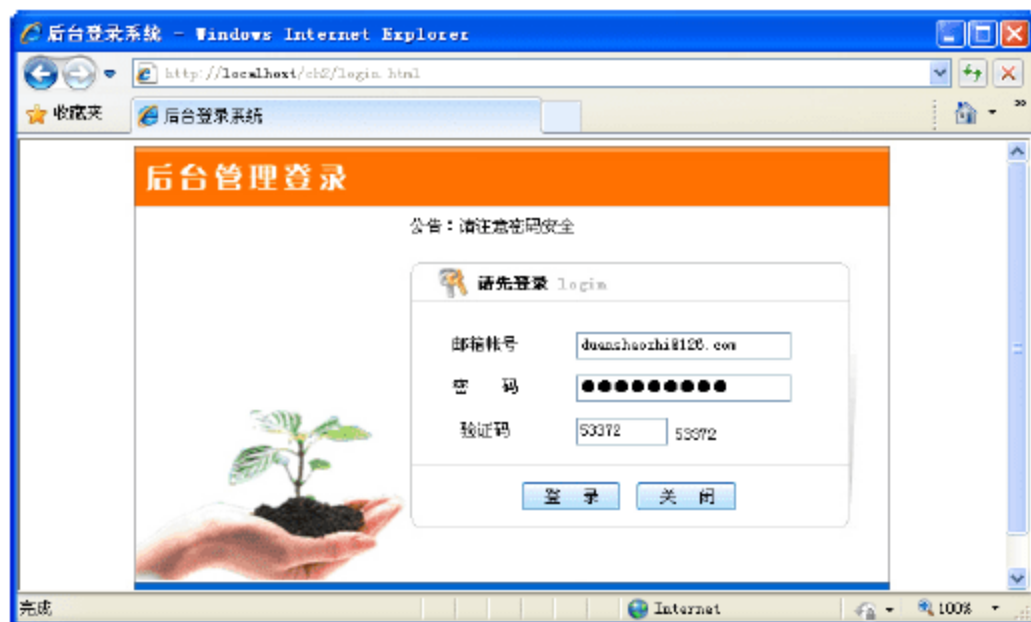 后台登录系统 - Windows Internet Explorer
http://localhost/ch2/login.html
收藏夹
后台登录系统
后台管理登录
公告：请注意密码安全
请先登录 login
邮箱帐号 duanshaozhi@126.com
密 码 ●●●●●●●●●
验证码 53372 53372
登 录 关 闭
完成 Internet 100%